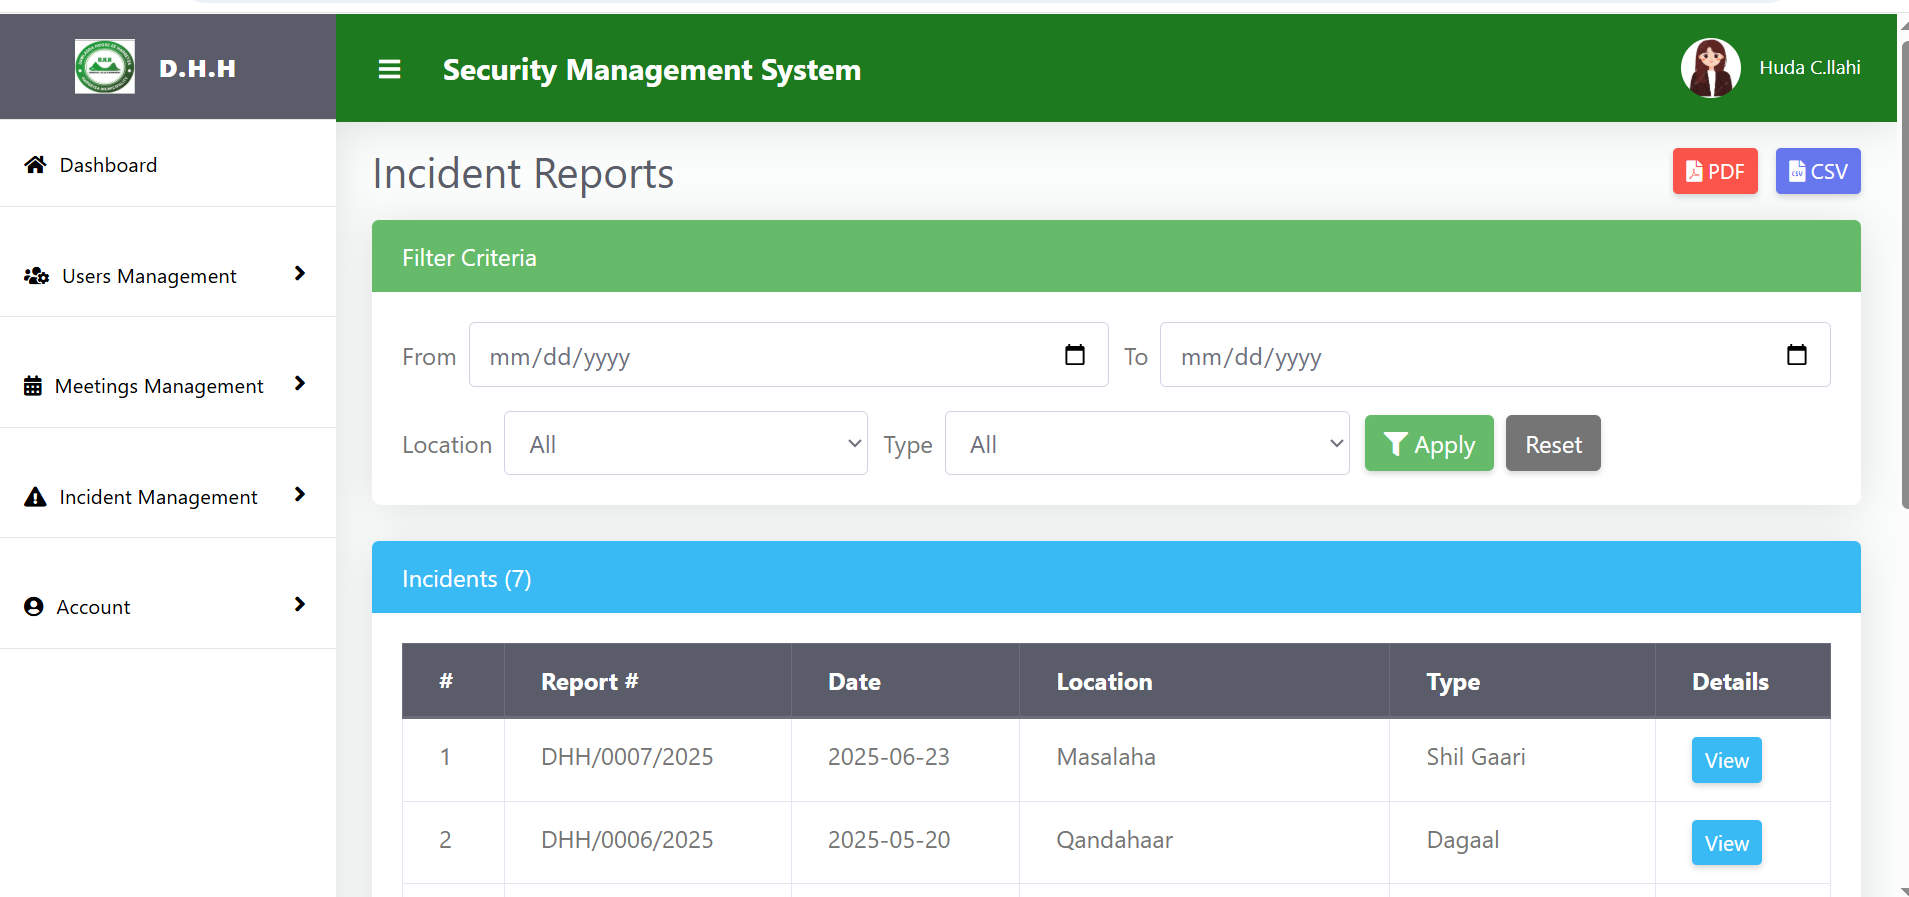 D.H.H
Security Management System
Huda C.llahi
Dashboard
Users Management
Meetings Management
Incident Management
Account
Incident Reports
PDF
CSV
Filter Criteria
From mm/dd/yyyy To mm/dd/yyyy
Location All Type All Apply Reset
Incidents (7)
# Report # Date Location Type Details
1 DHH/0007/2025 2025-06-23 Masalaha Shil Gaari View
2 DHH/0006/2025 2025-05-20 Qandahaar Dagaal View